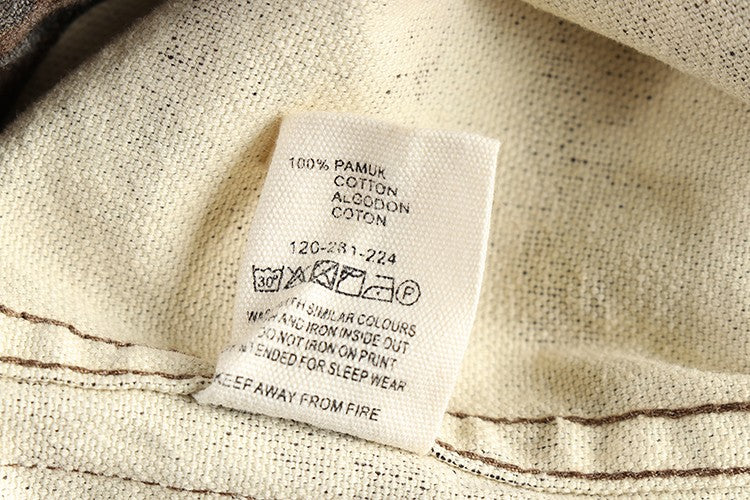 100% PAMUK
COTTON
ALGODON
COTON
120-281-224
30° P
SIMILAR COLOURS
AND IRON INSIDE OUT
DO NOT IRON ON PRINT
INTENDED FOR SLEEP WEAR
KEEP AWAY FROM FIRE